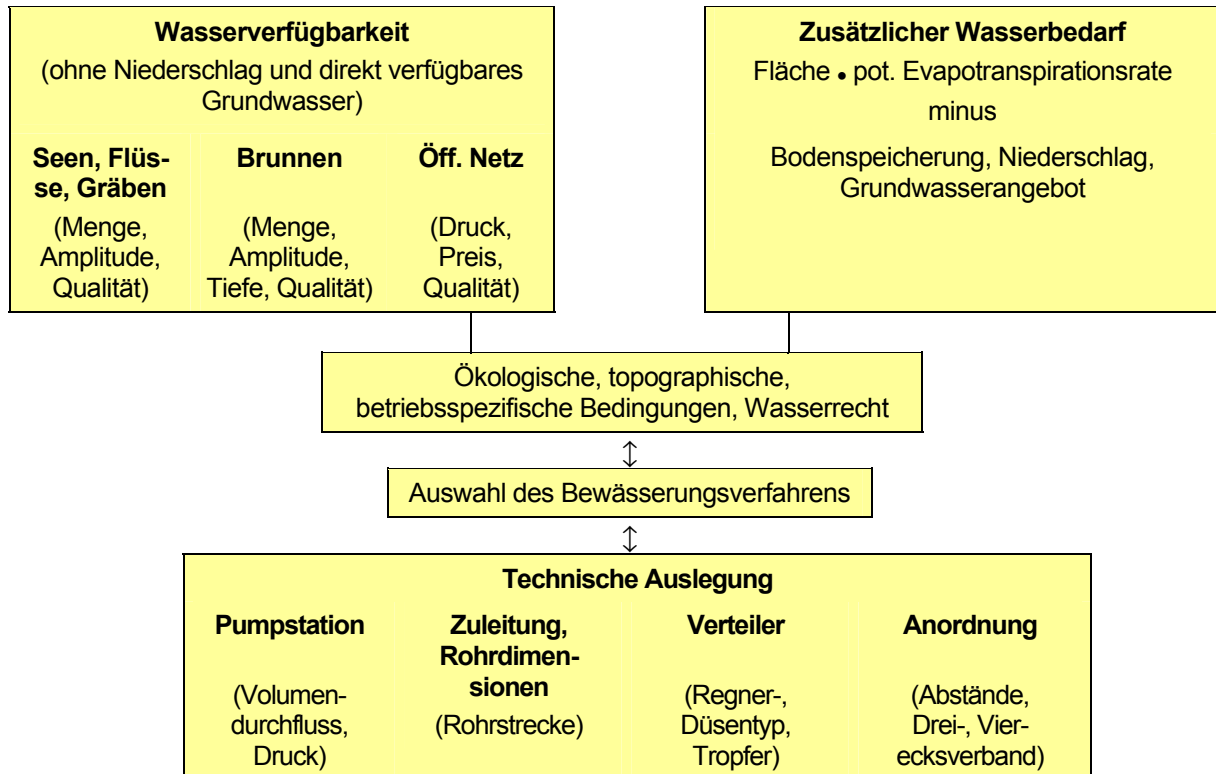 Wasserverfügbarkeit
(ohne Niederschlag und direkt verfügbares
Grundwasser)
Seen, Flüs-
se, Gräben
(Menge,
Amplitude,
Qualität)
Brunnen
(Menge,
Amplitude,
Tiefe, Qualität)
Öff. Netz
(Druck,
Preis,
Qualität)
Zusätzlicher Wasserbedarf
Fläche • pot. Evapotranspirationsrate
minus
Bodenspeicherung, Niederschlag,
Grundwasserangebot
Ökologische, topographische,
betriebsspezifische Bedingungen, Wasserrecht
↕
Auswahl des Bewässerungsverfahrens
↕
Technische Auslegung
Pumpstation
(Volumen-
durchfluss,
Druck)
Zuleitung,
Rohrdimen-
sionen
(Rohrstrecke)
Verteiler
(Regner-,
Düsentyp,
Tropfer)
Anordnung
(Abstände,
Drei-, Vier-
ecksverband)